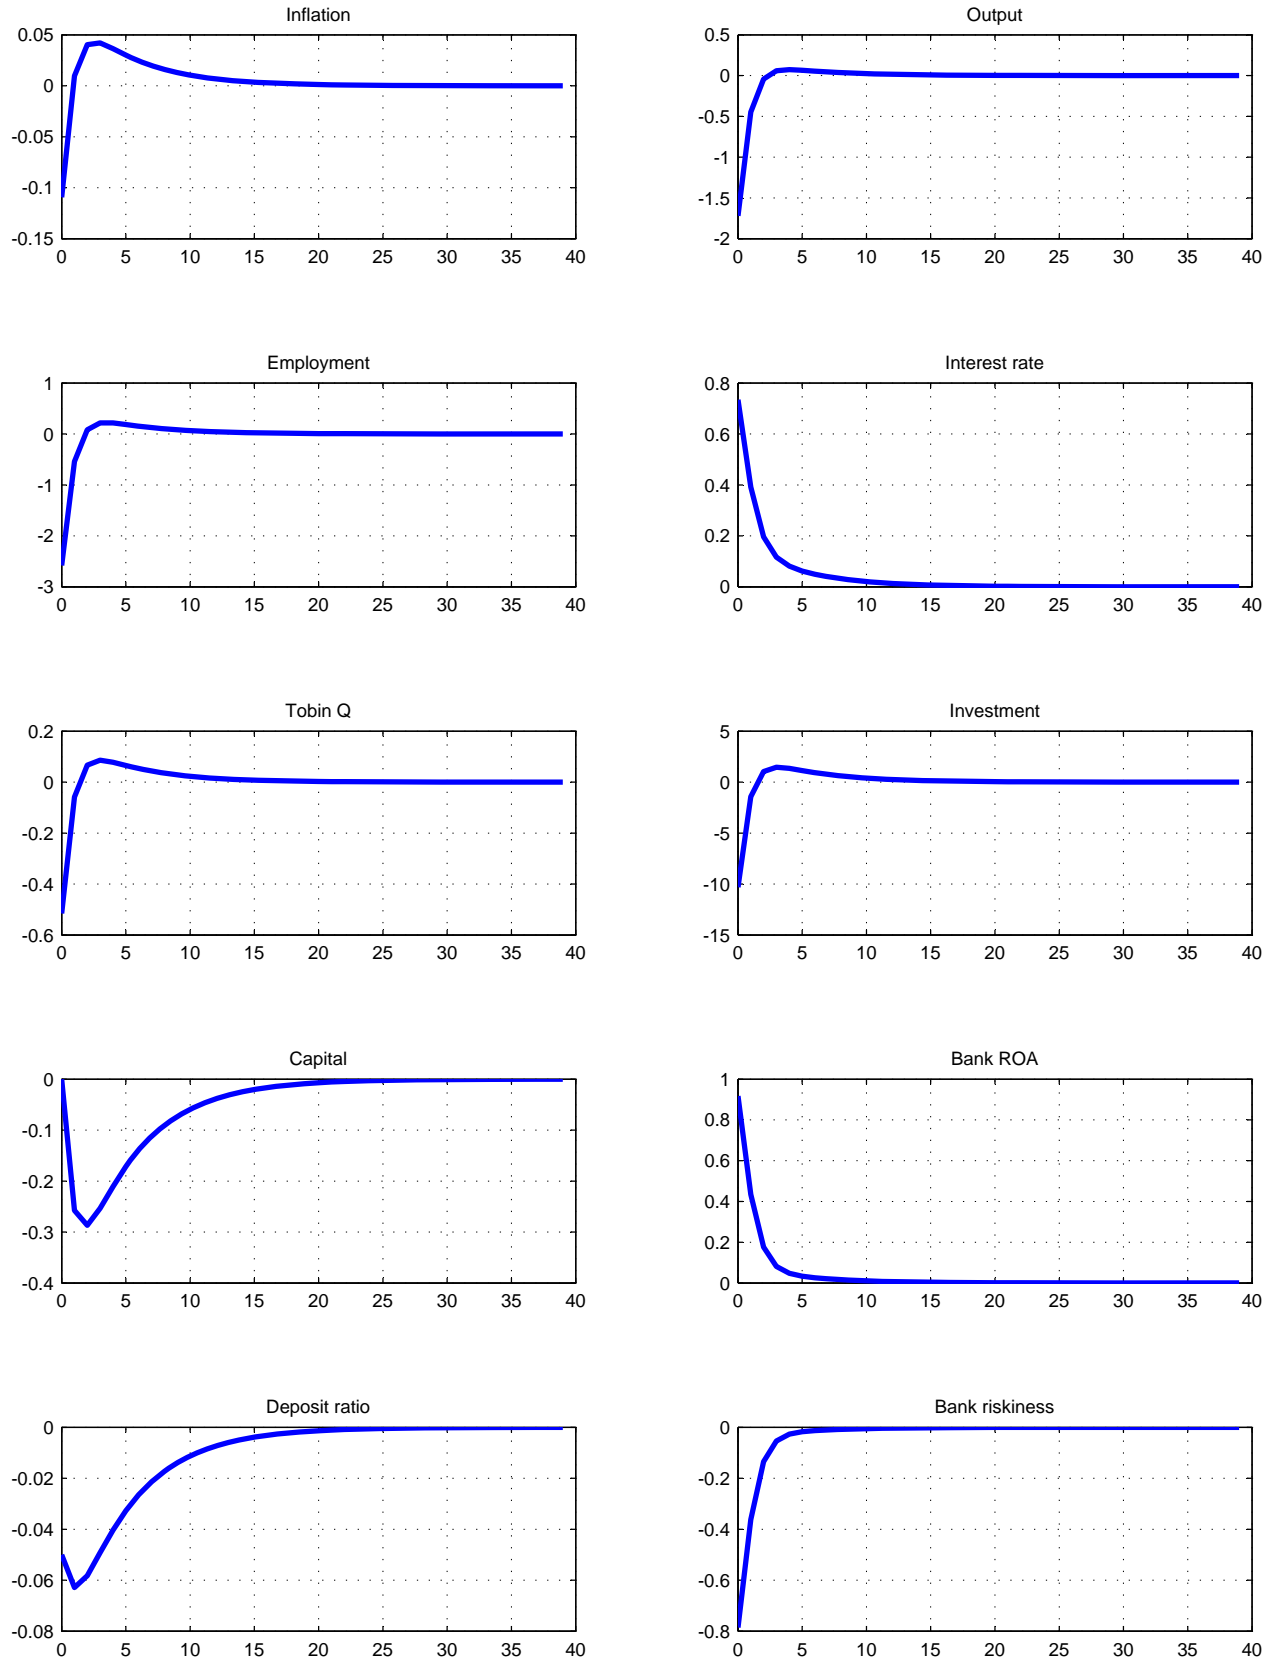 Inflation
0.05
0
-0.05
-0.1
-0.15
0 5 10 15 20 25 30 35 40
Output
0.5
0
-0.5
-1
-1.5
-2
0 5 10 15 20 25 30 35 40
Employment
1
0
-1
-2
-3
0 5 10 15 20 25 30 35 40
Interest rate
0.8
0.6
0.4
0.2
0
0 5 10 15 20 25 30 35 40
Tobin Q
0.2
0
-0.2
-0.4
-0.6
0 5 10 15 20 25 30 35 40
Investment
5
0
-5
-10
-15
0 5 10 15 20 25 30 35 40
Capital
0
-0.1
-0.2
-0.3
-0.4
0 5 10 15 20 25 30 35 40
Bank ROA
1
0.8
0.6
0.4
0.2
0
0 5 10 15 20 25 30 35 40
Deposit ratio
0
-0.02
-0.04
-0.06
-0.08
0 5 10 15 20 25 30 35 40
Bank riskiness
0
-0.2
-0.4
-0.6
-0.8
0 5 10 15 20 25 30 35 40